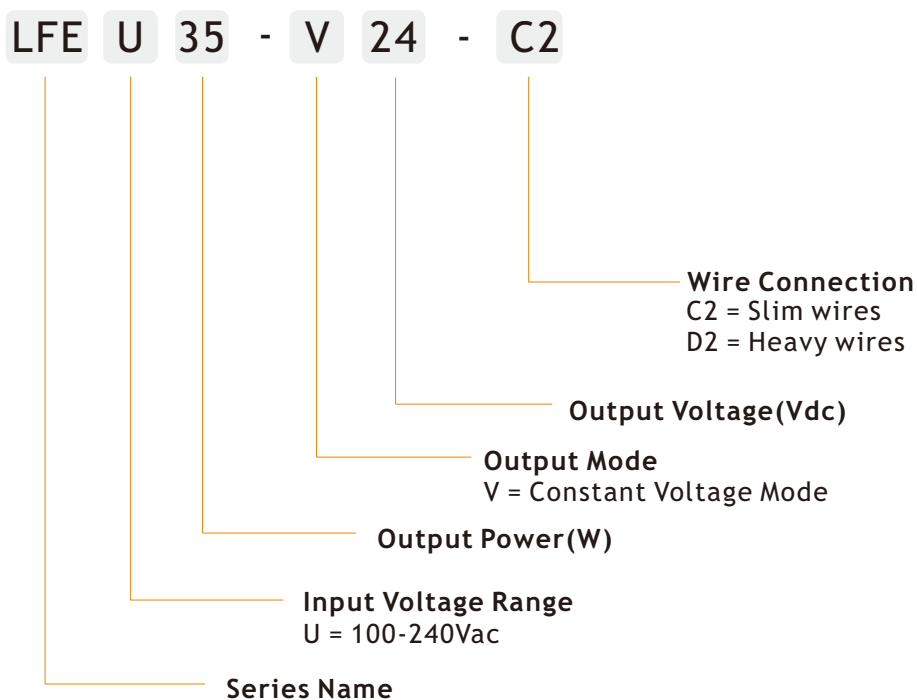 LFE U 35 - V 24 - C2
Wire Connection
C2 = Slim wires
D2 = Heavy wires
Output Voltage(Vdc)
Output Mode
V = Constant Voltage Mode
Output Power(W)
Input Voltage Range
U = 100-240Vac
Series Name